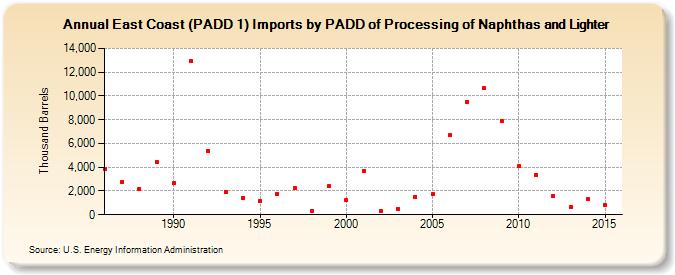 Annual East Coast (PADD 1) Imports by PADD of Processing of Naphthas and Lighter
Thousand Barrels
14,000
12,000
10,000
8,000
6,000
4,000
2,000
0
1990 1995 2000 2005 2010 2015
Source: U.S. Energy Information Administration